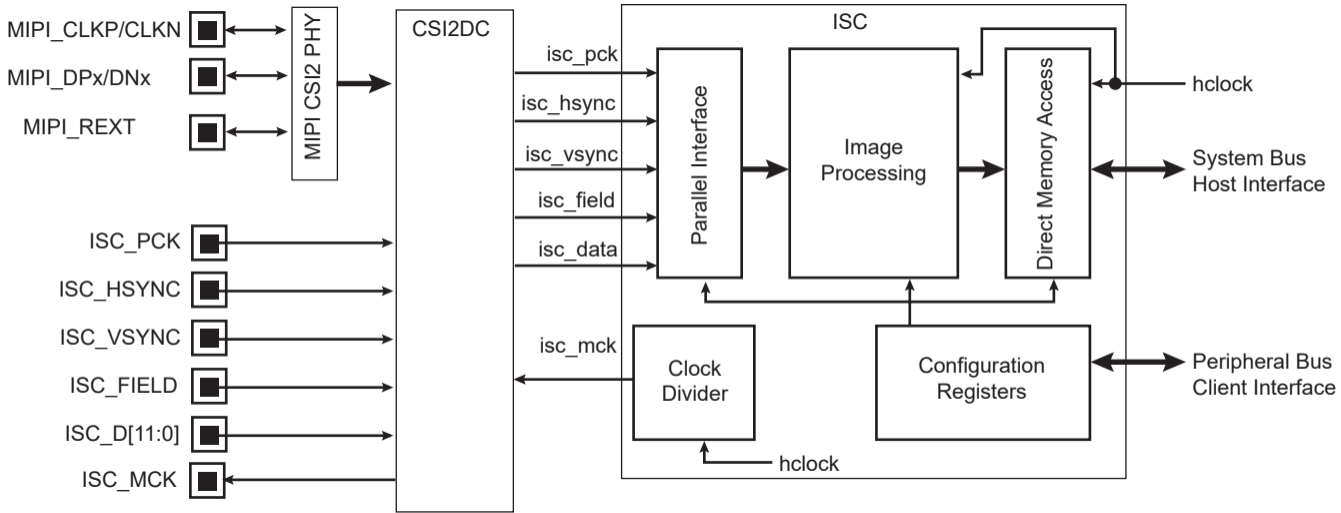 MIPI_CLKP/CLKN
MIPI_DPx/DNx
MIPI_REXT
MIPI CSI2 PHY
ISC_PCK
ISC_HSYNC
ISC_VSYNC
ISC_FIELD
ISC_D[11:0]
ISC_MCK
CSI2DC
isc_pck
isc_hsync
isc_vsync
isc_field
isc_data
isc_mck
ISC
Parallel Interface
Image
Processing
Direct Memory Access
Clock
Divider
Configuration
Registers
hclock
hclock
System Bus
Host Interface
Peripheral Bus
Client Interface